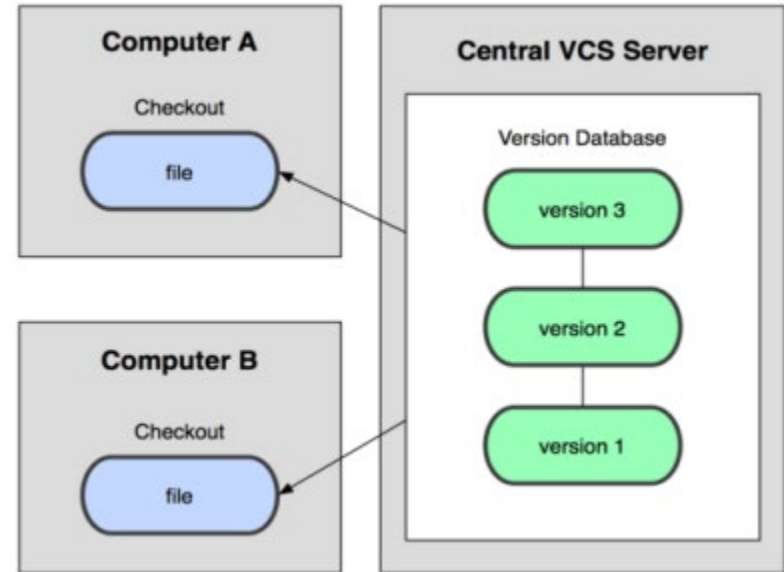 Computer A
Checkout
file
Computer B
Checkout
file
Central VCS Server
Version Database
version 3
version 2
version 1